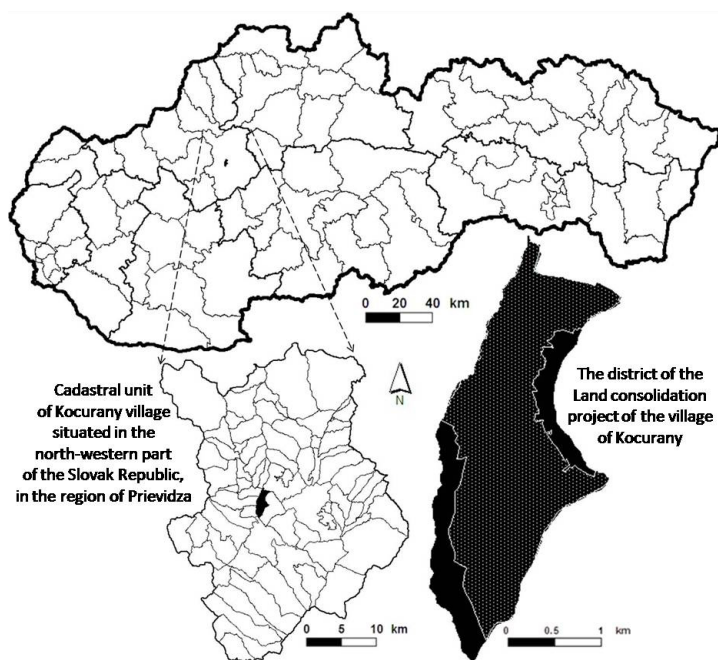 0 20 40 km
Cadastral unit
of Kocurany village
situated in the
north-western part
of the Slovak Republic,
in the region of Prievidza
N
The district of the
Land consolidation
project of the village
of Kocurany
0 5 10 km
0 0.5 1 km